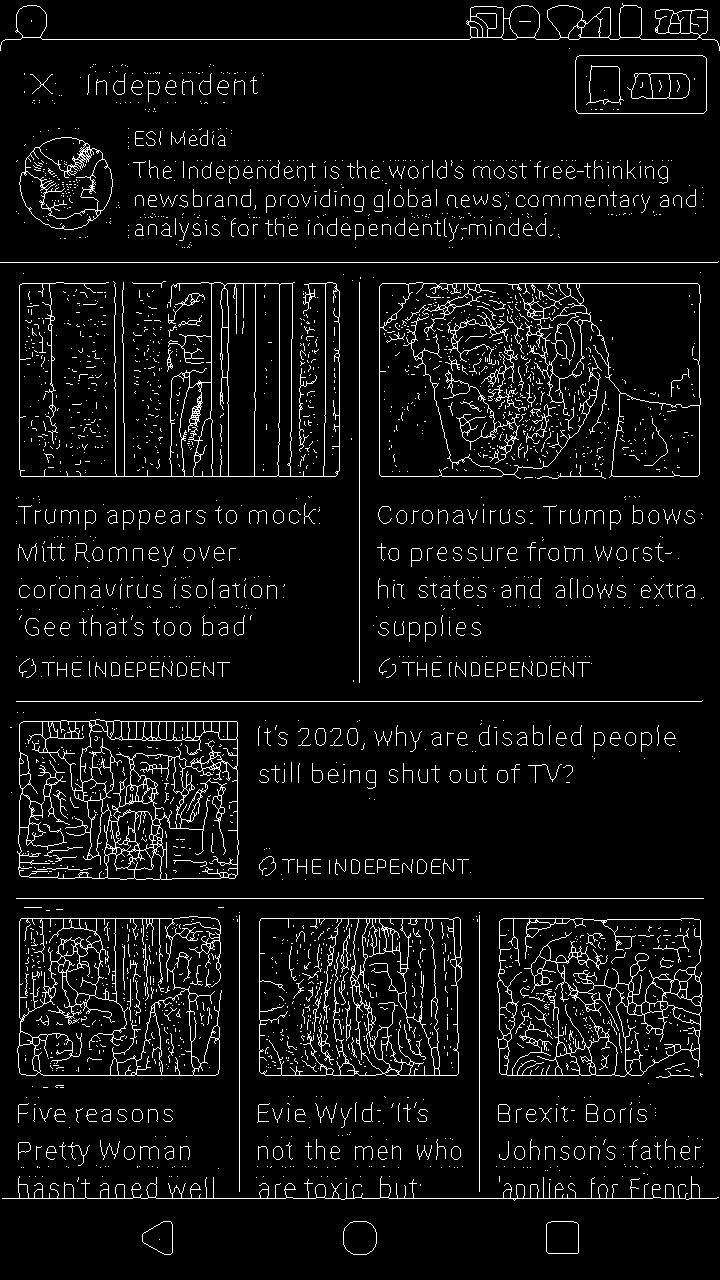 7:15
Independent
ADD
ESI Media
The Independent is the world's most free-thinking
newsbrand, providing global news, commentary and
analysis for the independently-minded.
Trump appears to mock
Mitt Romney over
coronavirus isolation:
'Gee that's too bad'
THE INDEPENDENT
Coronavirus: Trump bows
to pressure from worst-
hit states and allows extra
supplies
THE INDEPENDENT
It's 2020, why are disabled people
still being shut out of TV?
THE INDEPENDENT
Five reasons
Pretty Woman
hasn't aged well
Evie Wyld: 'It's
not the men who
are toxic, but
Brexit: Boris
Johnson's father
'applies for French